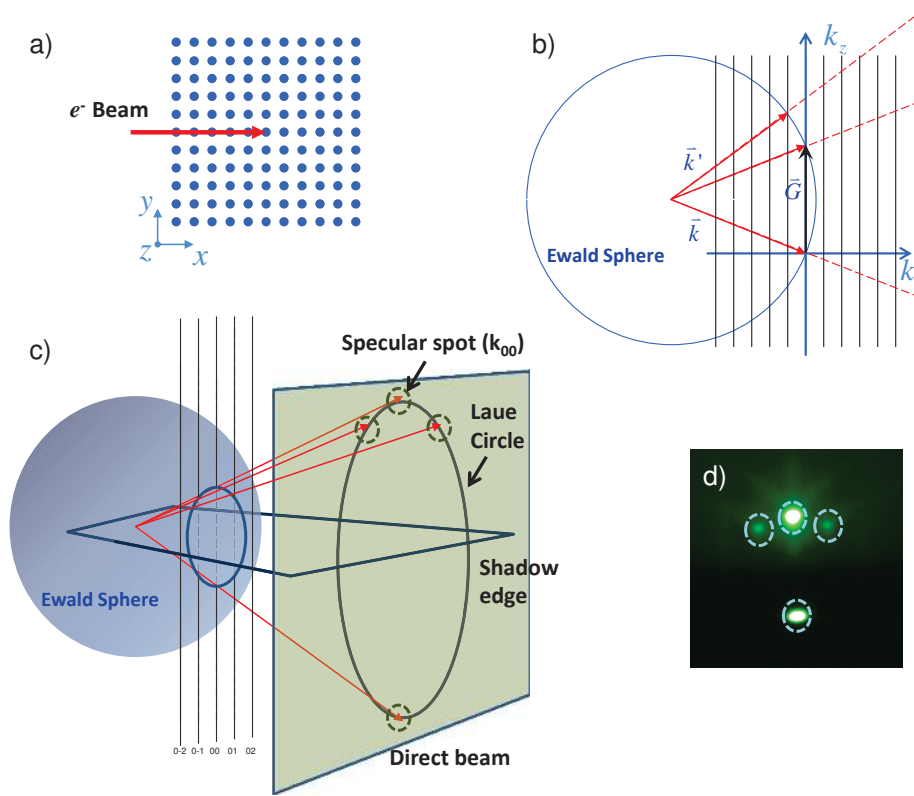 a)
e⁻ Beam
y
z
x
b)
k_z
k⃗'
G⃗
k⃗
Ewald Sphere
k
c)
Specular spot (k₀₀)
Laue
Circle
Shadow
edge
Ewald Sphere
0-2 0-1 00 01 02
Direct beam
d)